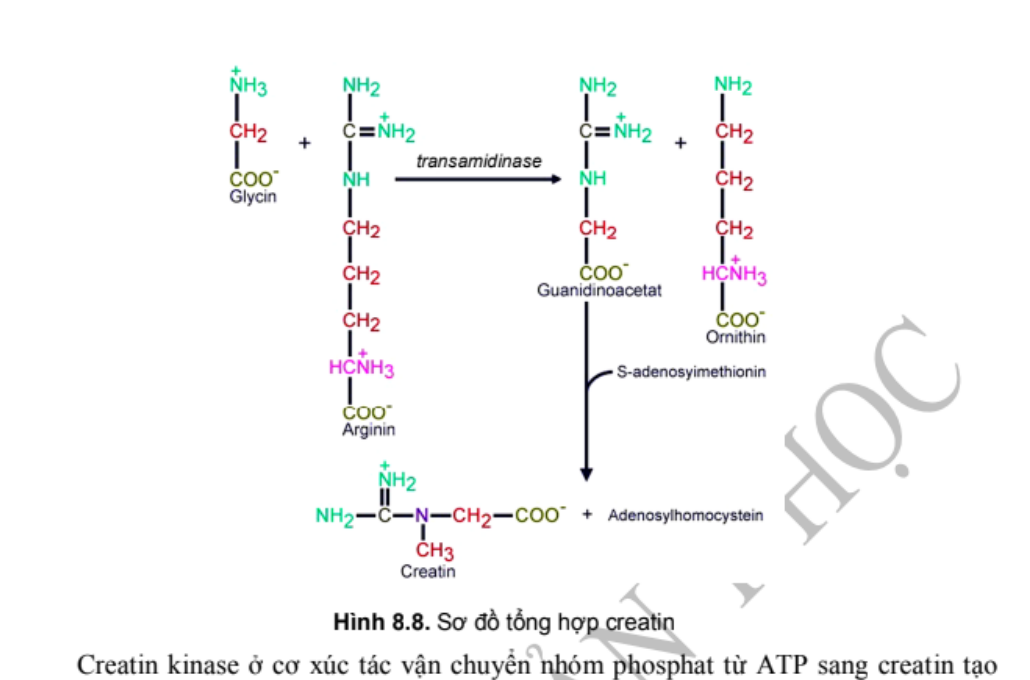 + +
NH3 NH2 NH2 NH2
CH2 + C=NH2 C=NH2 + CH2
transamidinase
COO- NH NH CH2
Glycin
CH2 CH2 CH2
CH2 COO- HCNH3
Guanidinoacetat
CH2 COO-
Ornithin
HCNH3 S-adenosyimethionin
COO-
Arginin
NH2
NH2—C—N—CH2—COO- + Adenosylhomocystein
CH3
Creatin
Hình 8.8. Sơ đồ tổng hợp creatin
Creatin kinase ở cơ xúc tác vận chuyển nhóm phosphat từ ATP sang creatin tạo
HỌC